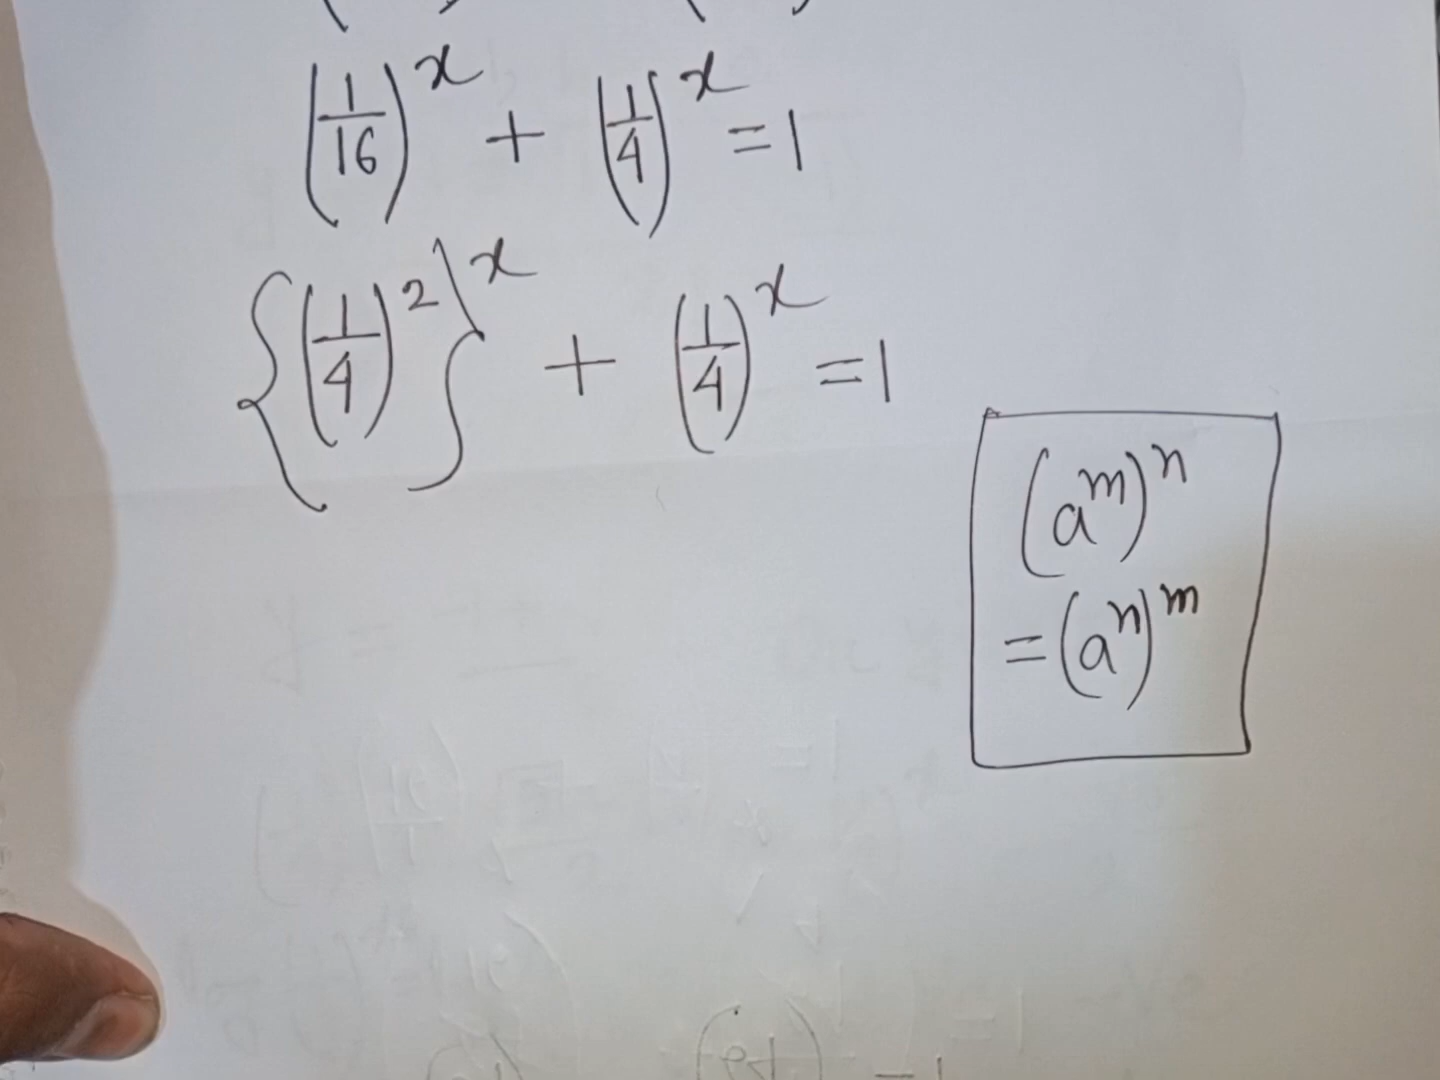 (1/16)^x + (1/4)^x = 1
{(1/4)^2}^x + (1/4)^x = 1
(a^m)^n
= (a^n)^m